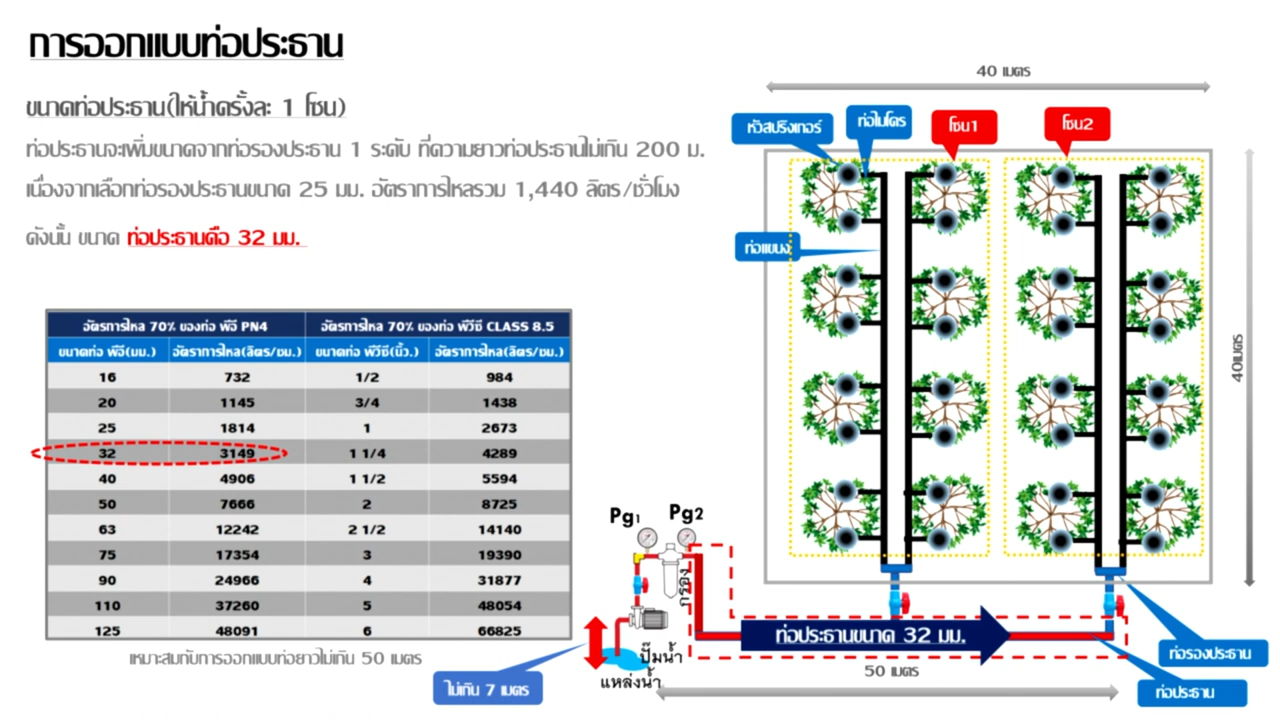 การออกแบบท่อประธาน
ขนาดท่อประธาน(ให้น้ำครั้งละ 1 โซน)
ท่อประธานจะเพิ่มขนาดจากท่อรองประธาน 1 ระดับ ที่ความยาวท่อประธานไม่เกิน 200 ม.
เนื่องจากเลือกท่อรองประธานขนาด 25 มม. อัตราการไหลรวม 1,440 ลิตร/ชั่วโมง
ดังนั้น ขนาด ท่อประธานคือ 32 มม.
อัตรการไหล 70% ของท่อ พีอี PN4 อัตรการไหล 70% ของท่อ พีวีซี CLASS 8.5
ขนาดท่อ พีอี(มม.) อัตราการไหล(ลิตร/ชม.) ขนาดท่อ พีวีซี(นิ้ว.) อัตราการไหล(ลิตร/ชม.)
16 732 1/2 984
20 1145 3/4 1438
25 1814 1 2673
32 3149 1 1/4 4289
40 4906 1 1/2 5594
50 7666 2 8725
63 12242 2 1/2 14140
75 17354 3 19390
90 24966 4 31877
110 37260 5 48054
125 48091 6 66825
เหมาะสมกับการออกแบบท่อยาวไม่เกิน 50 เมตร
40 เมตร
หัวสปริงเกอร์
ท่อไมโคร
โซน1
โซน2
ท่อแขนง
40เมตร
Pg1
Pg2
กรอง
ท่อประธานขนาด 32 มม.
ปั๊มน้ำ
แหล่งน้ำ
ไม่เกิน 7 เมตร
50 เมตร
ท่อรองประธาน
ท่อประธาน